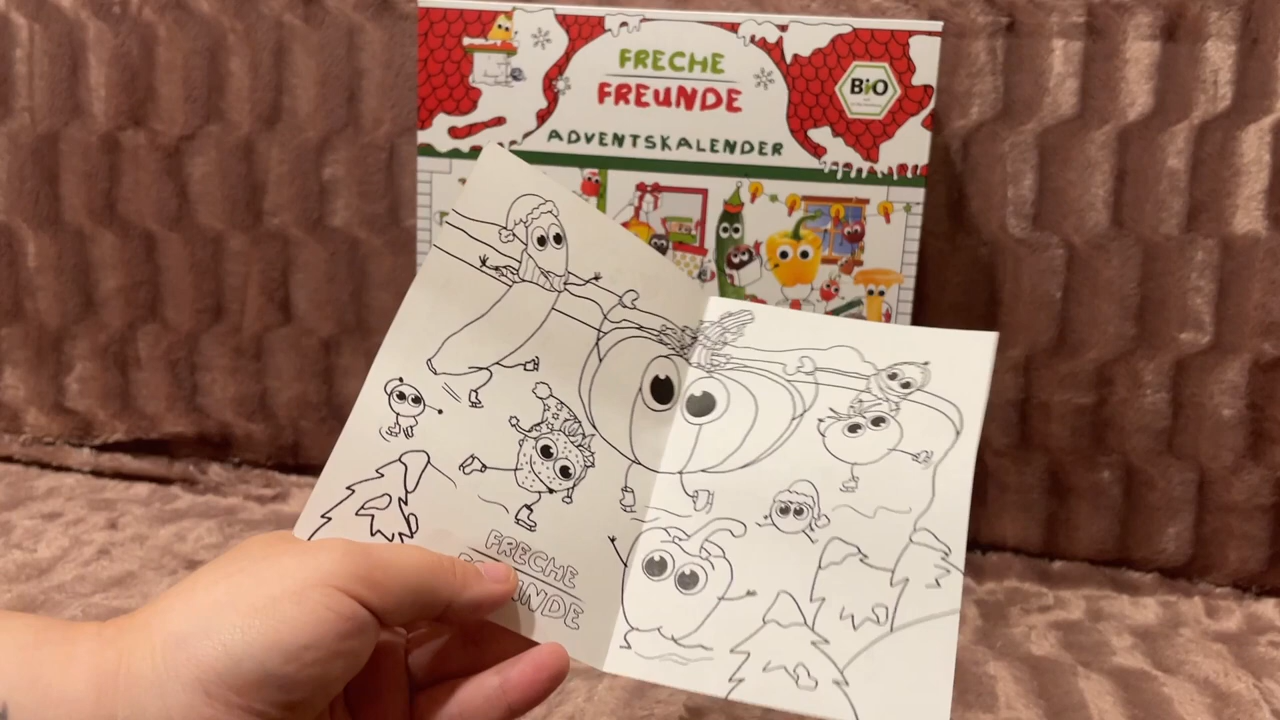 FRECHE
FREUNDE
ADVENTSKALENDER
BiO
FRECHE